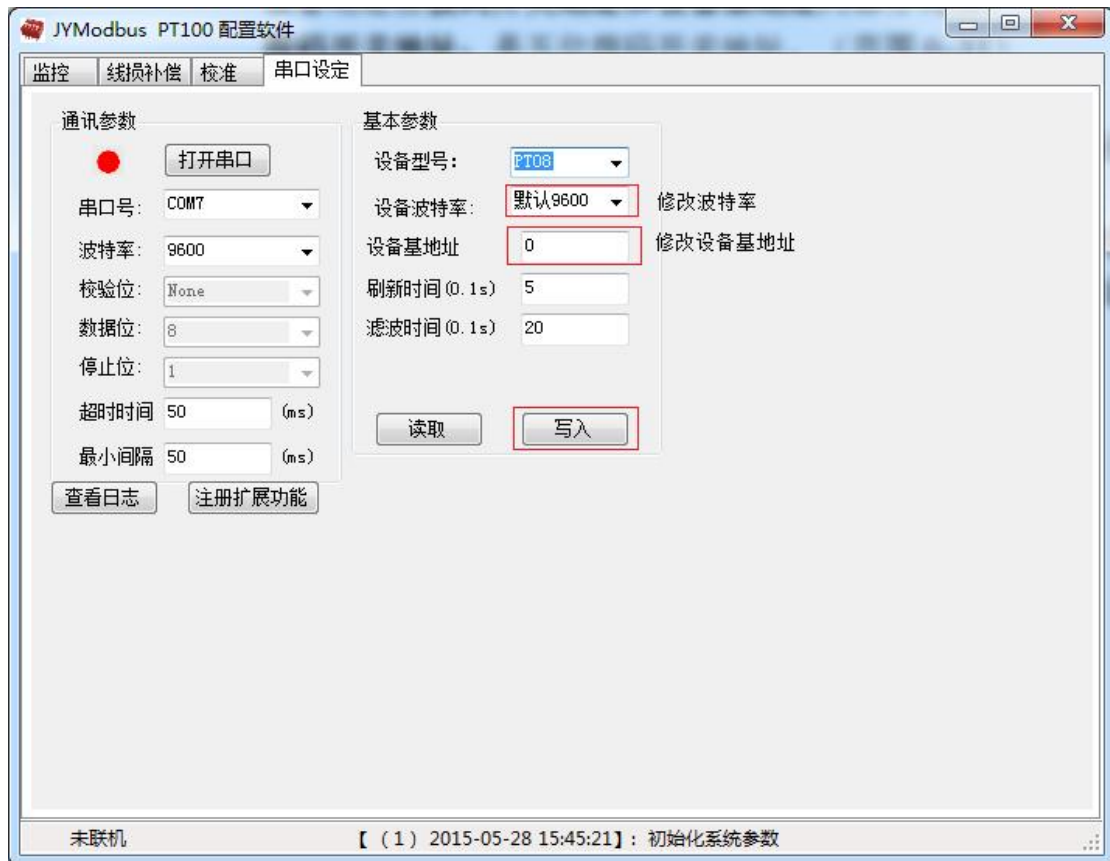 JYModbus PT100 配置软件
监控 线损补偿 校准 串口设定
通讯参数
打开串口
串口号: COM7
波特率: 9600
校验位: None
数据位: 8
停止位: 1
超时时间 50 (ms)
最小间隔 50 (ms)
查看日志 注册扩展功能
基本参数
设备型号: PT08
设备波特率: 默认9600 修改波特率
设备基地址 0 修改设备基地址
刷新时间(0.1s) 5
滤波时间(0.1s) 20
读取 写入
未联机 【 (1) 2015-05-28 15:45:21】: 初始化系统参数